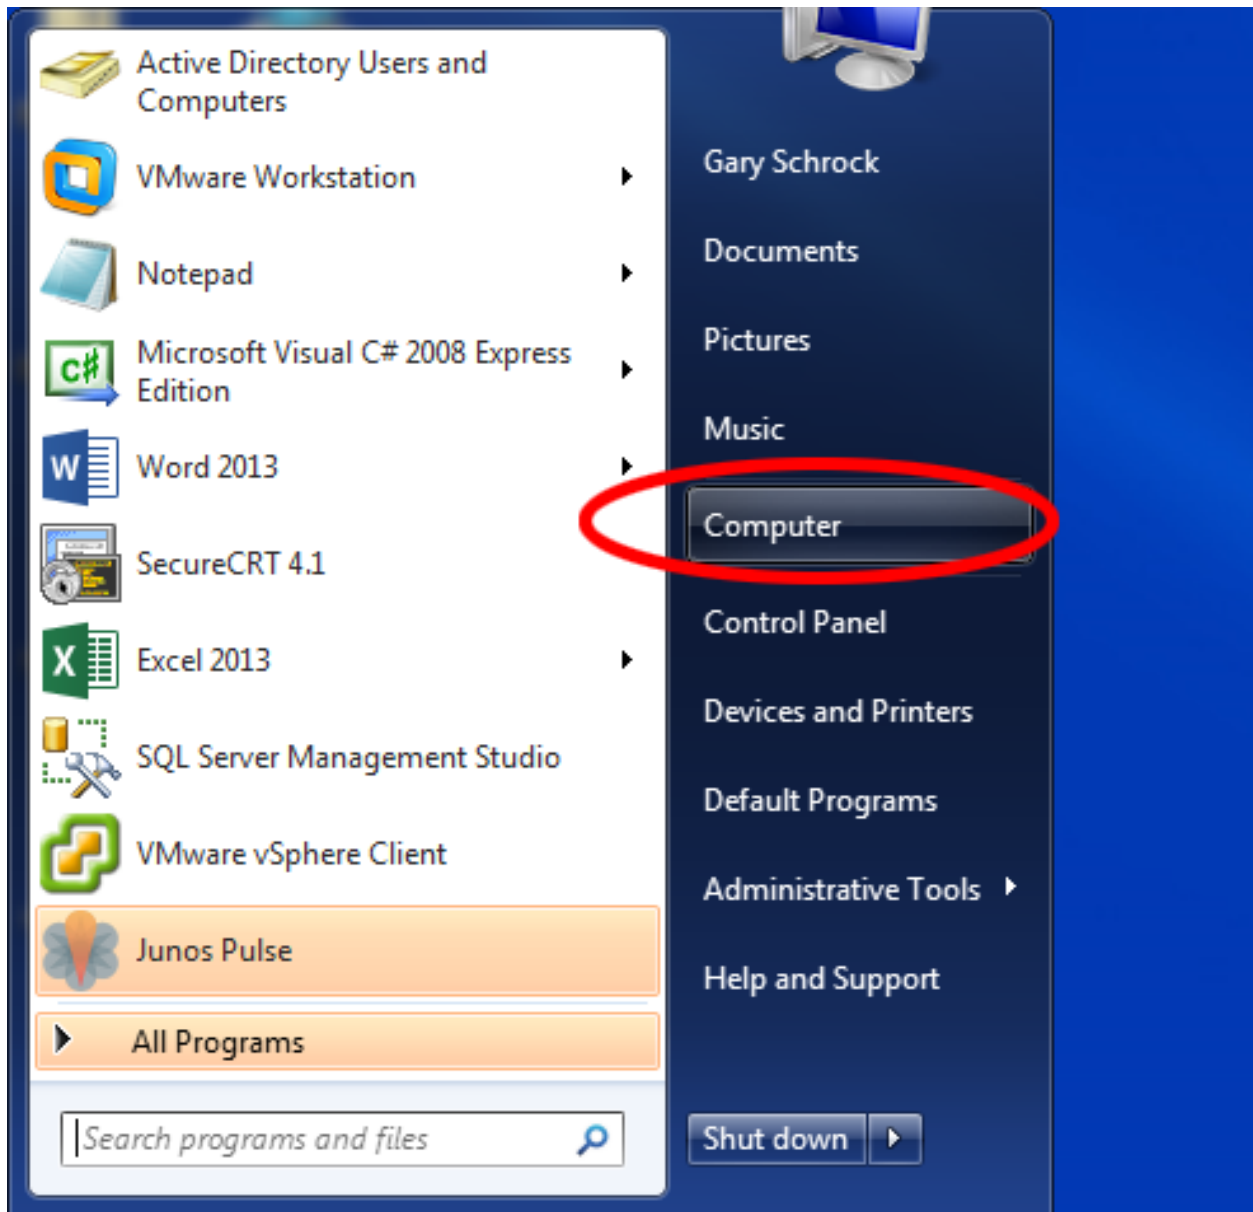 Active Directory Users and
Computers
VMware Workstation
Notepad
C#
Microsoft Visual C# 2008 Express
Edition
W
Word 2013
SecureCRT 4.1
X
Excel 2013
SQL Server Management Studio
VMware vSphere Client
Junos Pulse
All Programs
Search programs and files
Gary Schrock
Documents
Pictures
Music
Computer
Control Panel
Devices and Printers
Default Programs
Administrative Tools
Help and Support
Shut down